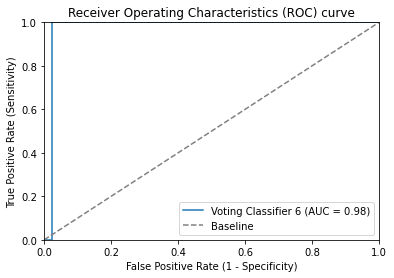 Receiver Operating Characteristics (ROC) curve
True Positive Rate (Sensitivity)
1.0
0.8
0.6
0.4
0.2
0.0
Voting Classifier 6 (AUC = 0.98)
Baseline
0.0 0.2 0.4 0.6 0.8 1.0
False Positive Rate (1 - Specificity)